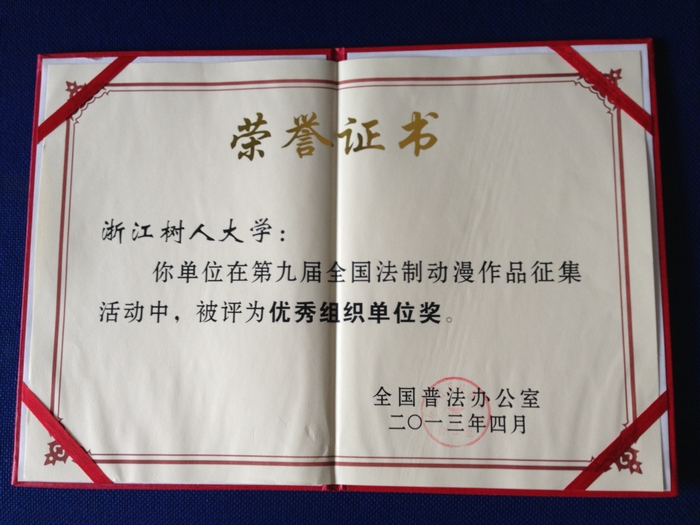 荣誉证书
浙江树人大学：
你单位在第九届全国法制动漫作品征集
活动中，被评为优秀组织单位奖。
全国普法办公室
二〇一三年四月